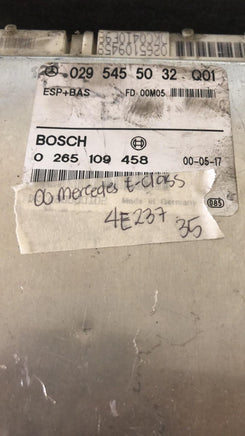 029 545 50 32 Q01
ESP+BAS FD 00M05
BOSCH
0 265 109 458 00-05-17
00 Mercedes E-Class
Made in Germany
4E237 35
085